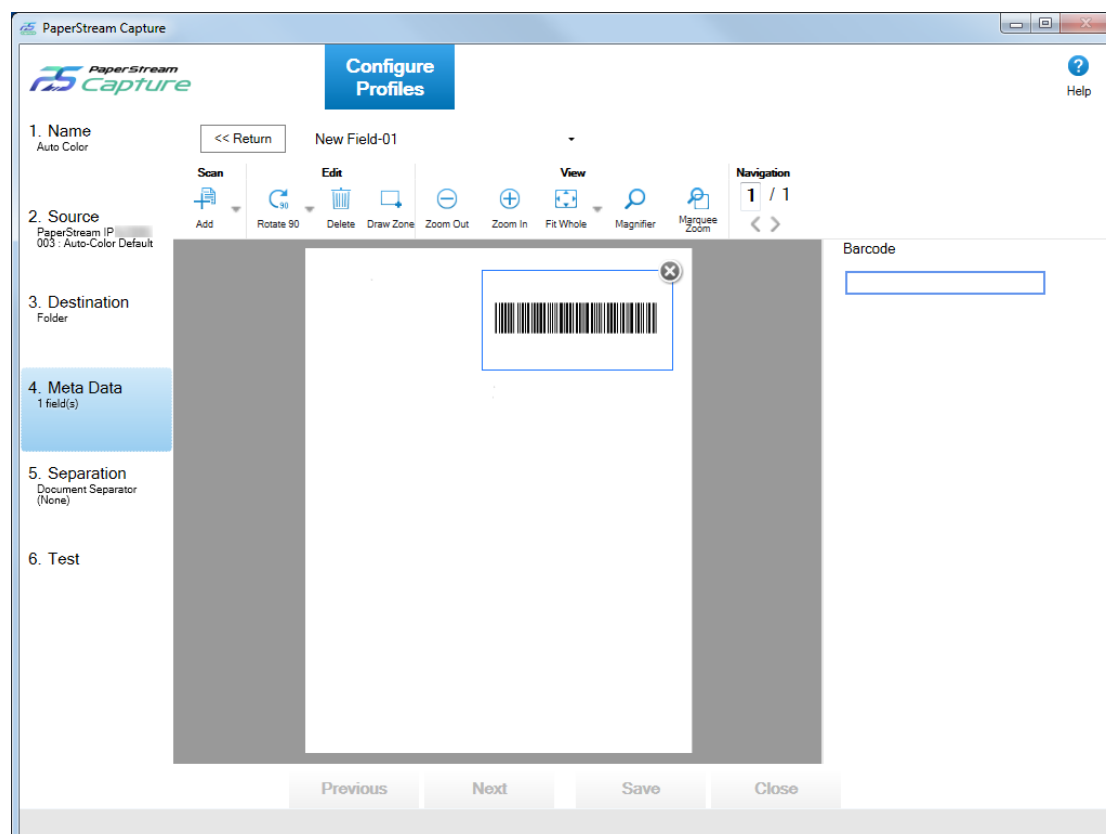 PaperStream Capture
PaperStream
Capture
Configure
Profiles
?
Help
1. Name
Auto Color
<< Return
New Field-01
Scan
Edit
View
Navigation
90
1 / 1
Add
Rotate 90
Delete
Draw Zone
Zoom Out
Zoom In
Fit Whole
Magnifier
Marquee
Zoom
2. Source
PaperStream IP
003 : Auto-Color Default
Barcode
3. Destination
Folder
4. Meta Data
1 field(s)
5. Separation
Document Separator
(None)
6. Test
Previous
Next
Save
Close